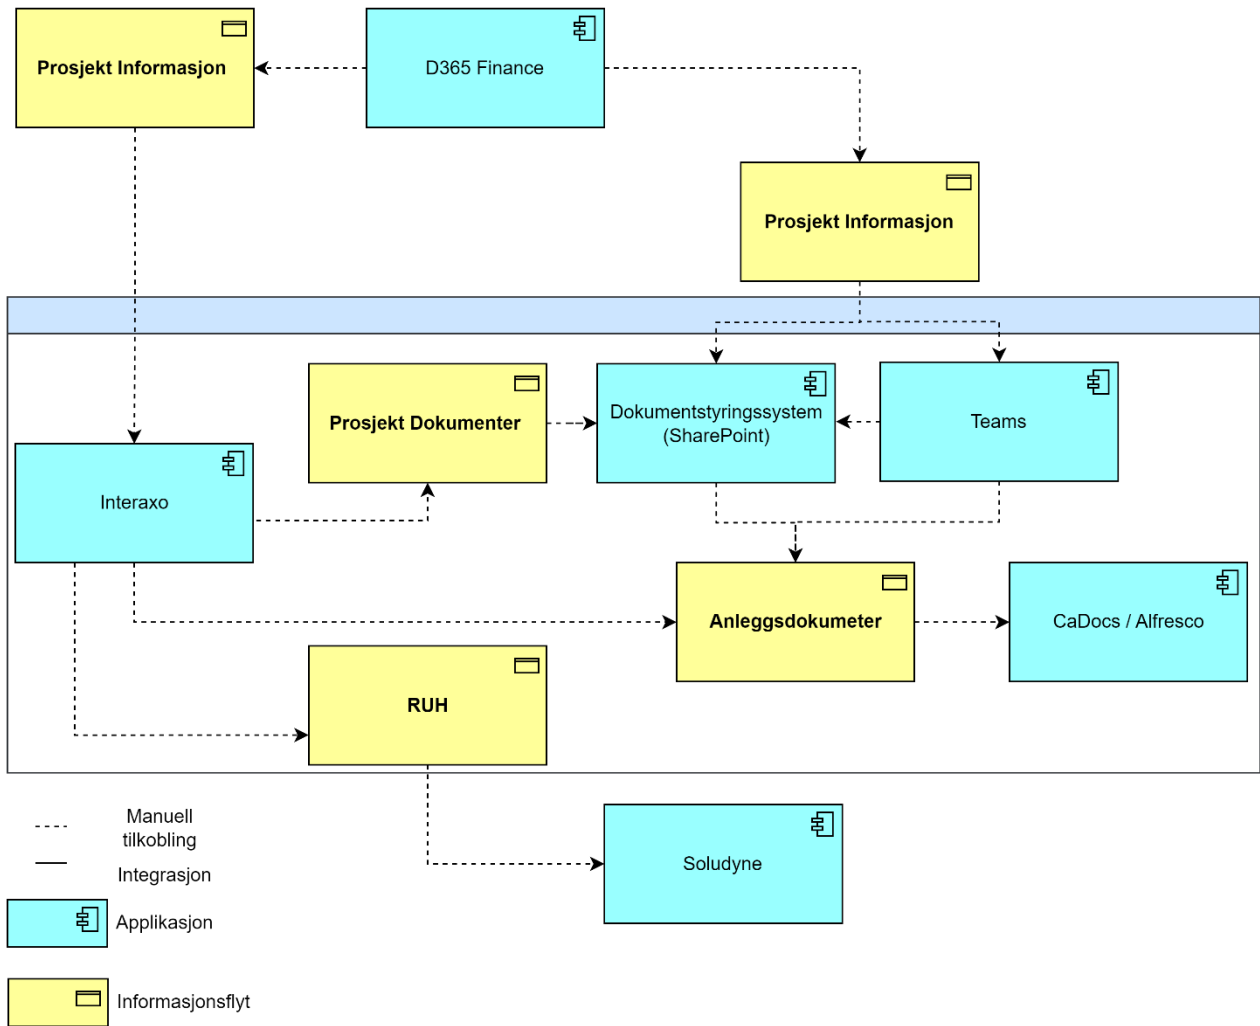 Prosjekt Informasjon
D365 Finance
Prosjekt Informasjon
Prosjekt Dokumenter
Dokumentstyringssystem
(SharePoint)
Teams
Interaxo
Anleggsdokumeter
CaDocs / Alfresco
RUH
Soludyne
Manuell
tilkobling
Integrasjon
Applikasjon
Informasjonsflyt